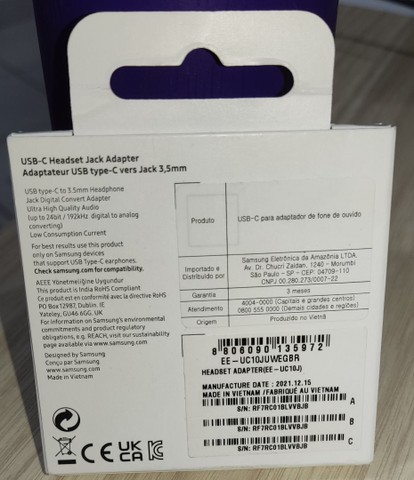 USB-C Headset Jack Adapter
Adaptateur USB type-C vers Jack 3,5mm
USB type-C to 3.5mm Headphone
Jack Digital Convert Adapter
Ultra High Quality Audio
(up to 24bit / 192kHz digital to analog
converting)
Low Consumption Current
For best results use this product
only on Samsung devices
that support USB Type-C earphones.
Check samsung.com for compatibility.
AEEE Yönetmeliğine Uygundur
This product is India RoHS Compliant
Ce produit est en conformité avec la directive RoHS
PO Box 12987, Dublin. IE.
Yateley, GU46 6GG. UK
For information on Samsung's environmental
commitments and product regulatory
obligations, e.g. REACH, visit our sustainability
page available via www.samsung.com
Designed by Samsung
Conçu par Samsung
www.samsung.com
Made in Vietnam
Produto
USB-C para adaptador de fone de ouvido
Importado e
Distribuído por
Samsung Eletrônica da Amazônia LTDA.
Av. Dr. Chucri Zaidan, 1240 - Morumbi
São Paulo - SP - CEP: 04709-110
CNPJ 00.280.273/0007-22
Garantia
3 meses
Atendimento
4004-0000 (Capitais e grandes centros)
0800 555 0000 (Demais cidades e regiões)
Origem
Produzido no Vietnã
8 806090 135972
EE-UC10JUWEGBR
HEADSET ADAPTER(EE-UC10J)
MANUFACTURE DATE : 2021.12.15
MADE IN VIETNAM / FABRIQUÉ AU VIETNAM
A
S/N: RF7RC01BLVVBJB
B
S/N: RF7RC01BLVVBJB
C
S/N: RF7RC01BLVVBJB
CE UK CA